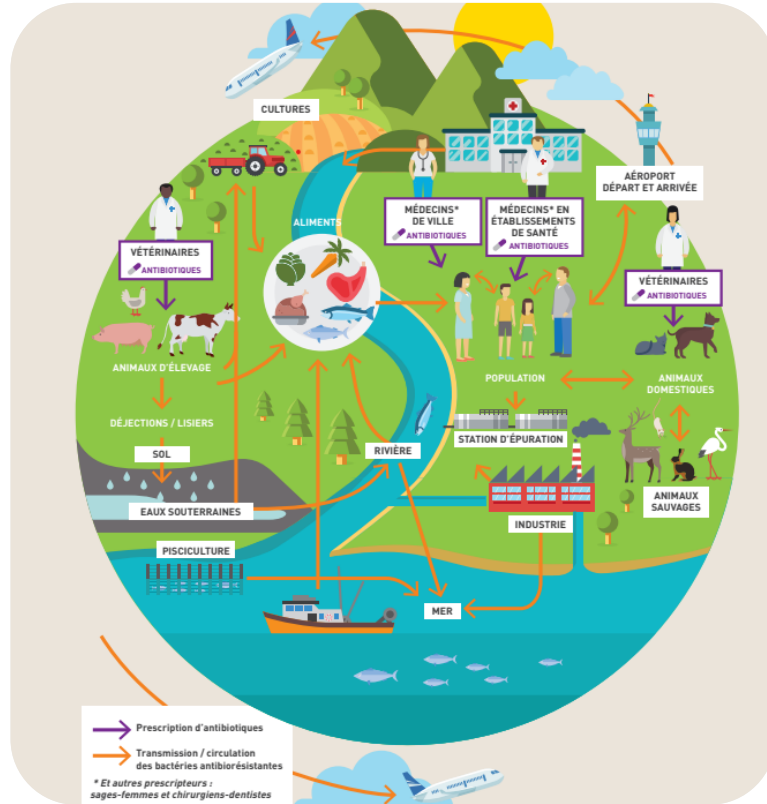 CULTURES
AÉROPORT
DÉPART ET ARRIVÉE
MÉDECINS*
DE VILLE
ANTIBIOTIQUES
MÉDECINS* EN
ÉTABLISSEMENTS
DE SANTÉ
ANTIBIOTIQUES
VÉTÉRINAIRES
ANTIBIOTIQUES
ALIMENTS
VÉTÉRINAIRES
ANTIBIOTIQUES
ANIMAUX D'ÉLEVAGE
POPULATION
ANIMAUX
DOMESTIQUES
DÉJECTIONS / LISIERS
STATION D'ÉPURATION
SOL
RIVIÈRE
ANIMAUX
SAUVAGES
EAUX SOUTERRAINES
INDUSTRIE
PISCICULTURE
MER
Prescription d'antibiotiques
Transmission / circulation
des bactéries antibiorésistantes
* Et autres prescripteurs :
sages-femmes et chirurgiens-dentistes